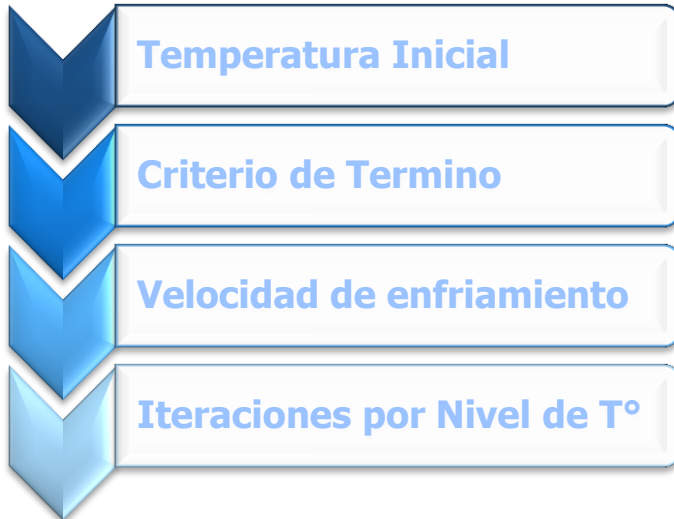 Temperatura Inicial
Criterio de Termino
Velocidad de enfriamiento
Iteraciones por Nivel de T°